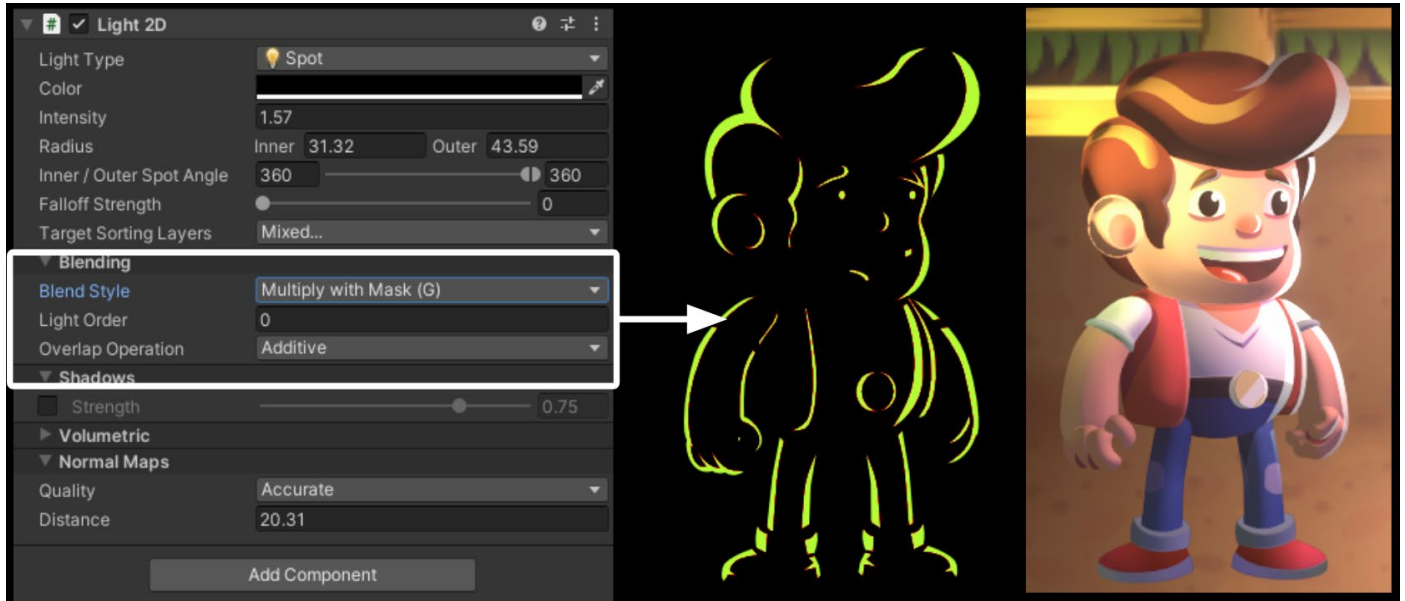 # Light 2D
Light Type Spot
Color
Intensity 1.57
Radius Inner 31.32 Outer 43.59
Inner / Outer Spot Angle 360 360
Falloff Strength 0
Target Sorting Layers Mixed...
Blending
Blend Style Multiply with Mask (G)
Light Order 0
Overlap Operation Additive
Shadows
Strength 0.75
Volumetric
Normal Maps
Quality Accurate
Distance 20.31
Add Component